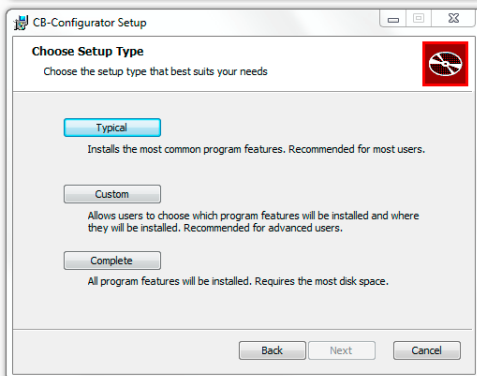 CB-Configurator Setup
Choose Setup Type
Choose the setup type that best suits your needs
Typical
Installs the most common program features. Recommended for most users.
Custom
Allows users to choose which program features will be installed and where
they will be installed. Recommended for advanced users.
Complete
All program features will be installed. Requires the most disk space.
Back Next Cancel